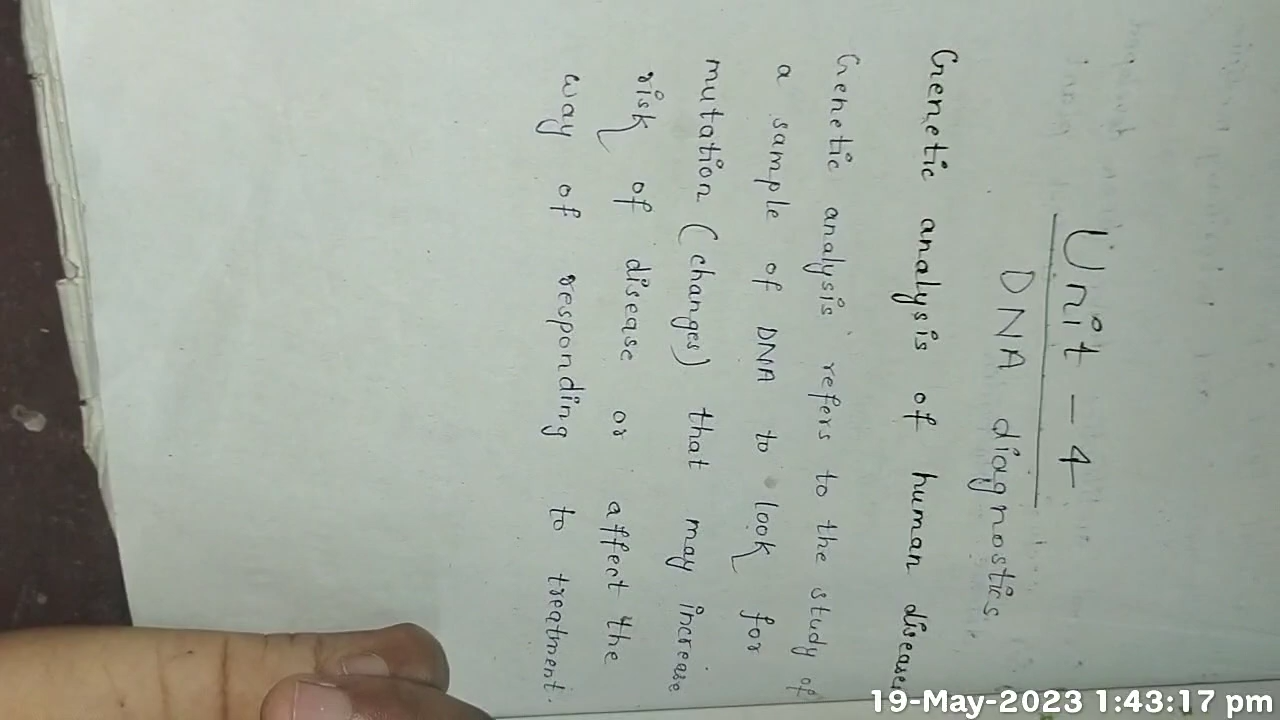 Unit - 4
DNA diagnostics
Genetic analysis of human diseases
Genetic analysis refers to the study of
a sample of DNA to look for
mutation (changes) that may increase
risk of disease or affect the
way of responding to treatment.
19-May-2023 1:43:17 pm